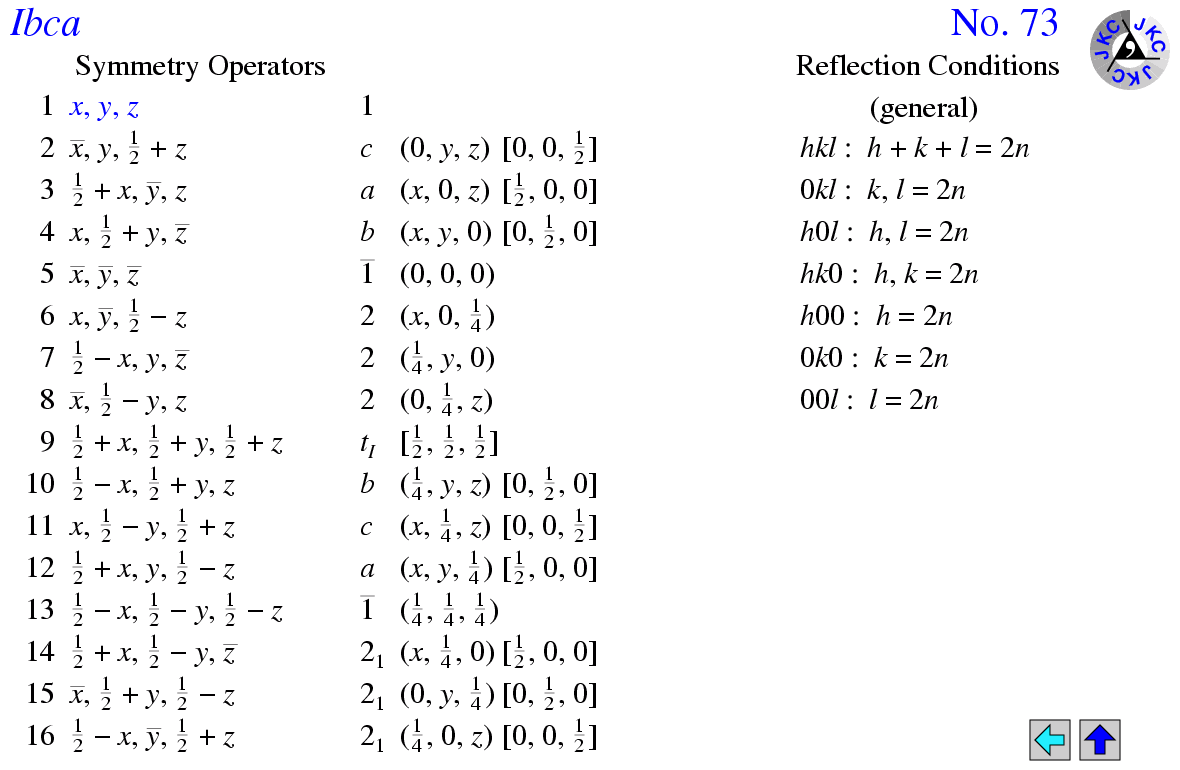 Ibca No. 73
Symmetry Operators Reflection Conditions
1 x, y, z 1 (general)
2 x̅, y, ½ + z c (0, y, z) [0, 0, ½] hkl : h + k + l = 2n
3 ½ + x, y̅, z a (x, 0, z) [½, 0, 0] 0kl : k, l = 2n
4 x, ½ + y, z̅ b (x, y, 0) [0, ½, 0] h0l : h, l = 2n
5 x̅, y̅, z̅ 1̅ (0, 0, 0) hk0 : h, k = 2n
6 x, y̅, ½ − z 2 (x, 0, ¼) h00 : h = 2n
7 ½ − x, y, z̅ 2 (¼, y, 0) 0k0 : k = 2n
8 x̅, ½ − y, z 2 (0, ¼, z) 00l : l = 2n
9 ½ + x, ½ + y, ½ + z t_I [½, ½, ½]
10 ½ − x, ½ + y, z b (¼, y, z) [0, ½, 0]
11 x, ½ − y, ½ + z c (x, ¼, z) [0, 0, ½]
12 ½ + x, y, ½ − z a (x, y, ¼) [½, 0, 0]
13 ½ − x, ½ − y, ½ − z 1̅ (¼, ¼, ¼)
14 ½ + x, ½ − y, z̅ 2₁ (x, ¼, 0) [½, 0, 0]
15 x̅, ½ + y, ½ − z 2₁ (0, y, ¼) [0, ½, 0]
16 ½ − x, y̅, ½ + z 2₁ (¼, 0, z) [0, 0, ½]
JKC JKC JKC